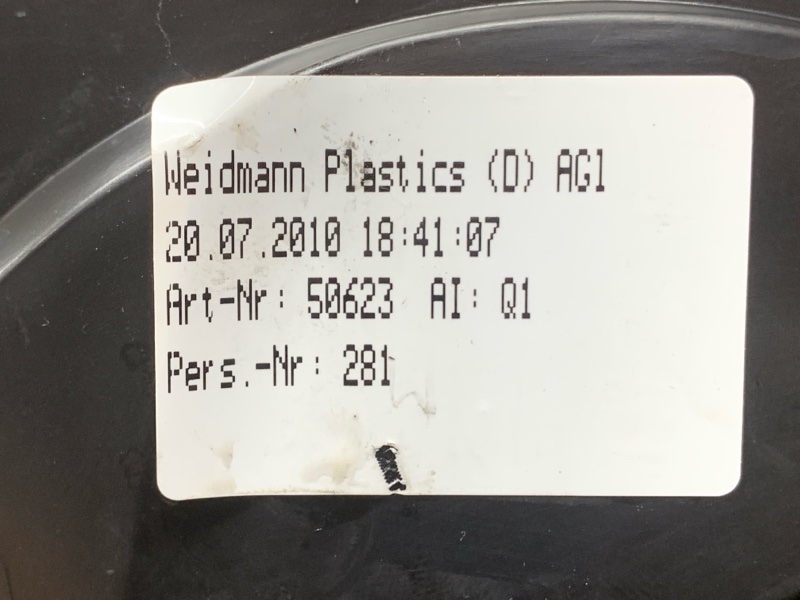 Weidmann Plastics (D) AG1
20.07.2010 18:41:07
Art-Nr: 50623 AI: Q1
Pers.-Nr: 281